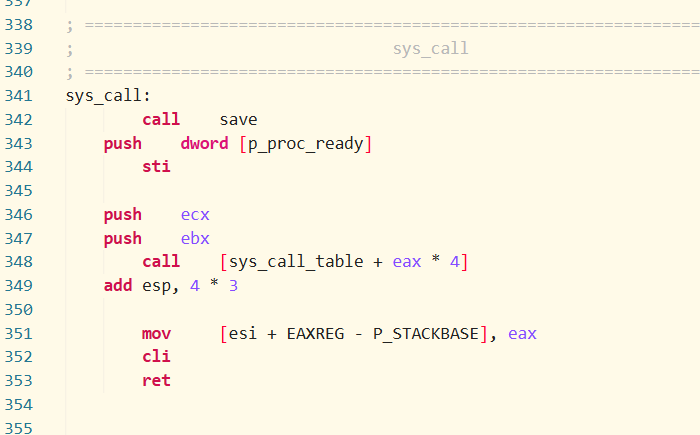 337
338 ; ================================================================
339 ; sys_call
340 ; ================================================================
341 sys_call:
342 call save
343 push dword [p_proc_ready]
344 sti
345
346 push ecx
347 push ebx
348 call [sys_call_table + eax * 4]
349 add esp, 4 * 3
350
351 mov [esi + EAXREG - P_STACKBASE], eax
352 cli
353 ret
354
355